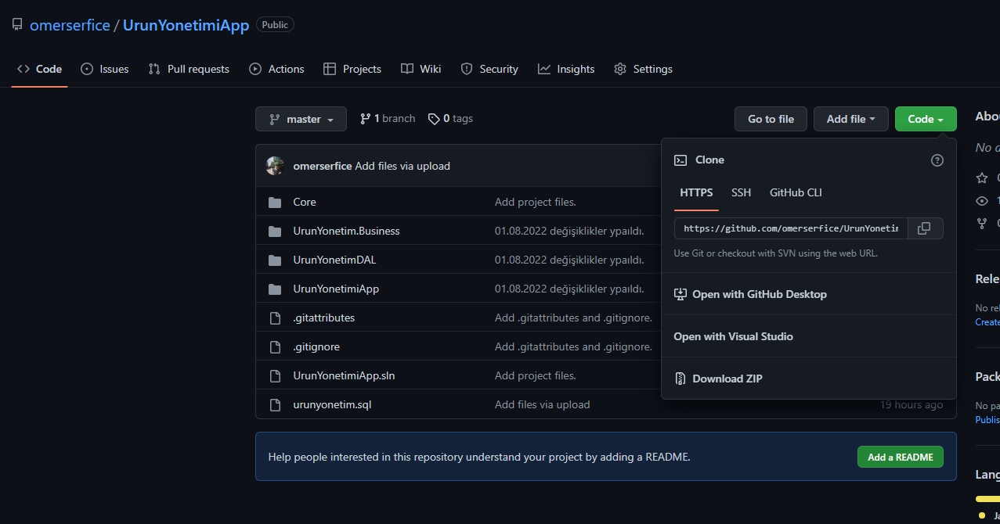 omerserfice / UrunYonetimiApp Public
Code Issues Pull requests Actions Projects Wiki Security Insights Settings
master 1 branch 0 tags Go to file Add file Code
omerserfice Add files via upload
Core Add project files.
UrunYonetim.Business 01.08.2022 değişiklikler ypaıldı.
UrunYonetimDAL 01.08.2022 değişiklikler ypaıldı.
UrunYonetimiApp 01.08.2022 değişiklikler ypaıldı.
.gitattributes Add .gitattributes and .gitignore.
.gitignore Add .gitattributes and .gitignore.
UrunYonetimiApp.sln Add project files.
urunyonetim.sql Add files via upload 19 hours ago
Clone
HTTPS SSH GitHub CLI
https://github.com/omerserfice/UrunYonetim
Use Git or checkout with SVN using the web URL.
Open with GitHub Desktop
Open with Visual Studio
Download ZIP
Help people interested in this repository understand your project by adding a README. Add a README
Abou
No d
1
Rele
No rel
Create
Pack
No pa
Publis
Lang